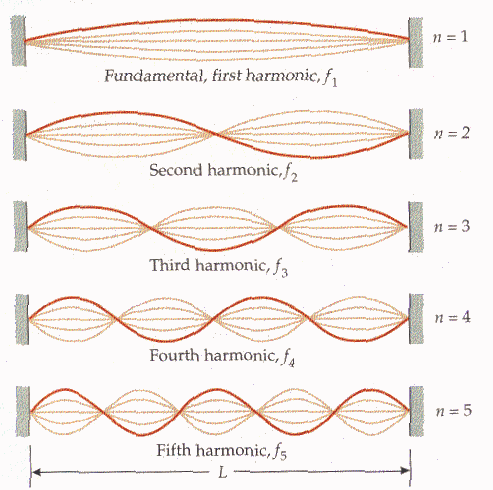 n = 1
Fundamental, first harmonic, f₁
n = 2
Second harmonic, f₂
n = 3
Third harmonic, f₃
n = 4
Fourth harmonic, f₄
n = 5
Fifth harmonic, f₅
L